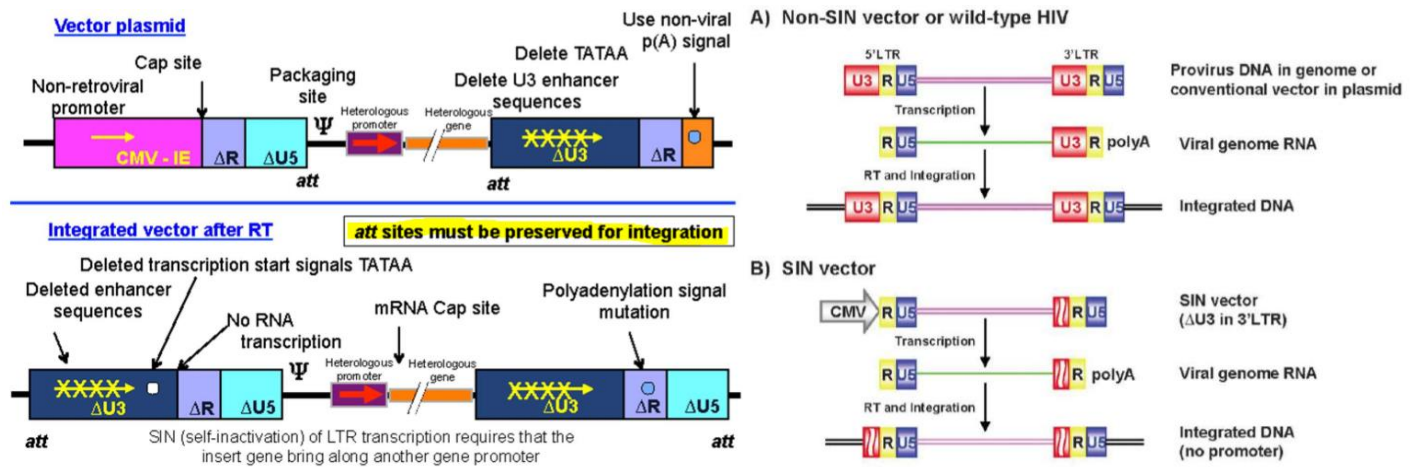 Vector plasmid
Use non-viral
p(A) signal
Cap site
Delete TATAA
Non-retroviral
promoter
Packaging
site
Delete U3 enhancer
sequences
Ψ
Heterologous
promoter
Heterologous
gene
CMV - IE
ΔR
ΔU5
XXXX
ΔU3
ΔR
att
att
Integrated vector after RT
att sites must be preserved for integration
Deleted transcription start signals TATAA
Deleted enhancer
sequences
No RNA
transcription
mRNA Cap site
Polyadenylation signal
mutation
Ψ
Heterologous
promoter
Heterologous
gene
XXXX
ΔU3
ΔR
ΔU5
XXXX
ΔU3
ΔR
ΔU5
att
att
SIN (self-inactivation) of LTR transcription requires that the
insert gene bring along another gene promoter
A) Non-SIN vector or wild-type HIV
5'LTR
3'LTR
U3 R U5
U3 R U5
Provirus DNA in genome or
conventional vector in plasmid
Transcription
R U5
U3 R polyA
Viral genome RNA
RT and Integration
U3 R U5
U3 R U5
Integrated DNA
B) SIN vector
CMV
R U5
R U5
SIN vector
(ΔU3 in 3'LTR)
Transcription
R U5
R polyA
Viral genome RNA
RT and Integration
R U5
R U5
Integrated DNA
(no promoter)